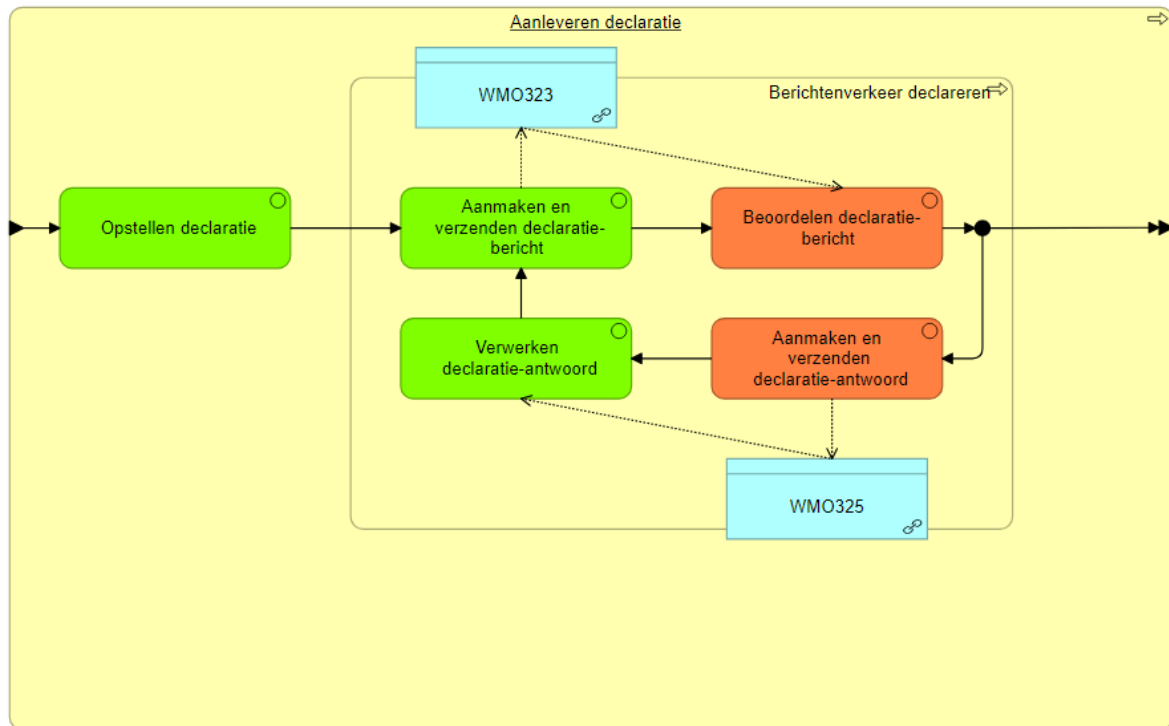 Aanleveren declaratie
WMO323
Berichtenverkeer declareren
Opstellen declaratie
Aanmaken en
verzenden declaratie-
bericht
Beoordelen declaratie-
bericht
Verwerken
declaratie-antwoord
Aanmaken en
verzenden
declaratie-antwoord
WMO325